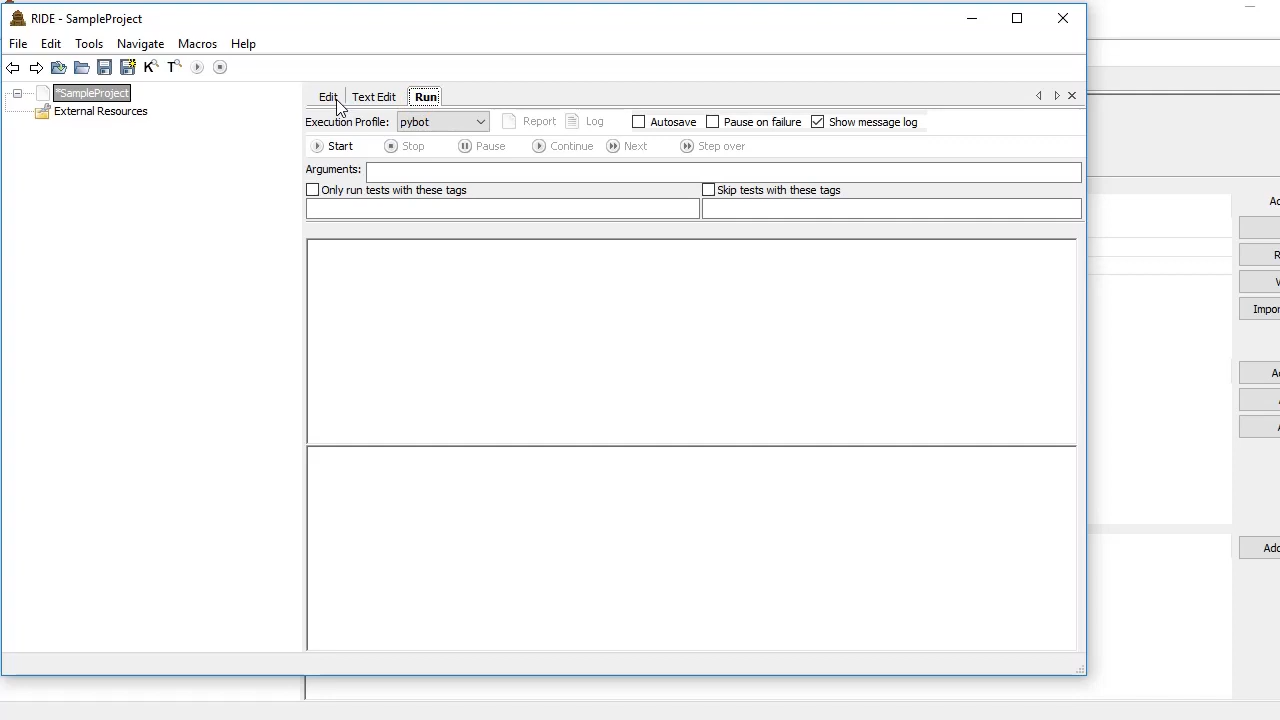 RIDE - SampleProject
File Edit Tools Navigate Macros Help
*SampleProject
External Resources
Edit Text Edit Run
Execution Profile: pybot Report Log Autosave Pause on failure Show message log
Start Stop Pause Continue Next Step over
Arguments:
Only run tests with these tags Skip tests with these tags
Impor
Add